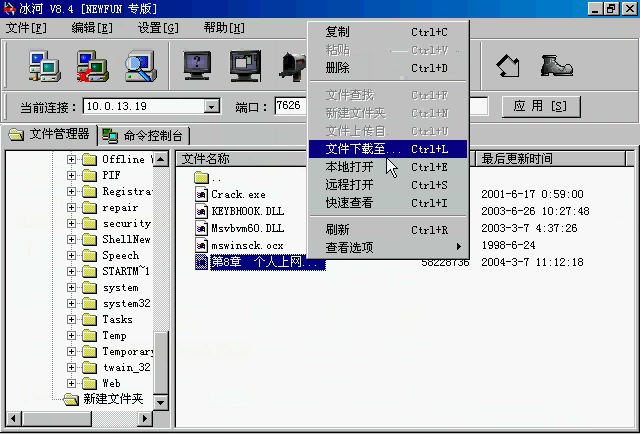 冰河 V8.4 [NEWFUN 专版]
文件[F] 编辑[E] 设置[G] 帮助[H]
当前连接： 10.0.13.19 端口： 7626 应用 [S]
文件管理器 命令控制台
Offline W
PIF
Registra
repair
security
ShellNew
Speech
STARTM~1
system
system32
Tasks
Temp
Temporary
twain_32
Web
新建文件夹
文件名称 最后更新时间
..
Crack.exe 2001-6-17 0:59:00
KEYBHOOK.DLL 2003-6-26 10:27:48
Msvbvm60.DLL 2003-3-7 4:37:26
mswinsck.ocx 1998-6-24
第8章 个人上网... 58228736 2004-3-7 11:12:18
复制 Ctrl+C
粘贴 Ctrl+V
删除 Ctrl+D
文件查找 Ctrl+F
新建文件夹 Ctrl+N
文件上传自 Ctrl+U
文件下载至... Ctrl+L
本地打开 Ctrl+E
远程打开 Ctrl+S
快速查看 Ctrl+I
刷新 Ctrl+R
查看选项